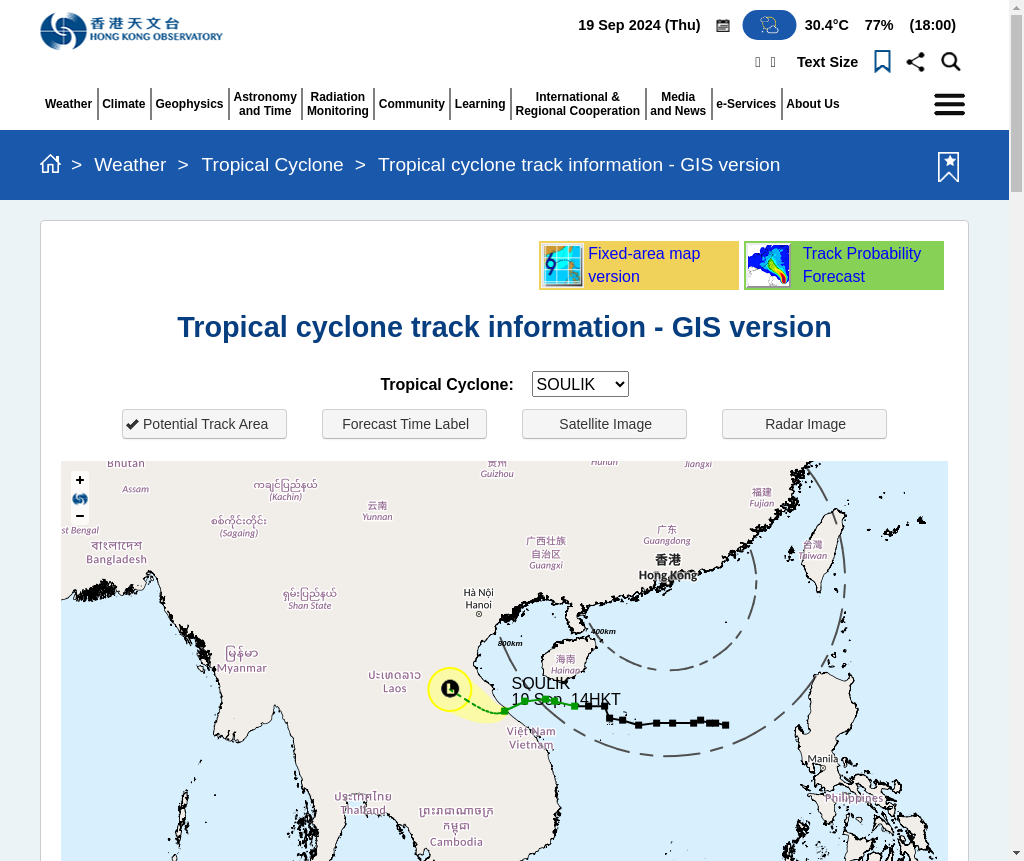 香港天文台
HONG KONG OBSERVATORY
19 Sep 2024 (Thu)
30.4°C
77%
(18:00)
Text Size
Weather
Climate
Geophysics
Astronomy
and Time
Radiation
Monitoring
Community
Learning
International &
Regional Cooperation
Media
and News
e-Services
About Us
> Weather > Tropical Cyclone > Tropical cyclone track information - GIS version
Fixed-area map
version
Track Probability
Forecast
Tropical cyclone track information - GIS version
Tropical Cyclone:
SOULIK
Potential Track Area
Forecast Time Label
Satellite Image
Radar Image
+
−
Bhutan
Assam
st Bengal
বাংলাদেশ
Bangladesh
ကချင်ပြည်နယ်
(Kachin)
စစ်ကိုင်းတိုင်း
(Sagaing)
云南
Yunnan
贵州
Guizhou
Hunan
Jiangxi
福建
Fujian
广西壮族
自治区
Guangxi
广东
Guangdong
香港
Hong Kong
台灣
Taiwan
ရှမ်းပြည်နယ်
Shan State
Hà Nội
Hanoi
မြန်မာ
Myanmar
ປະເທດລາວ
Laos
800km
400km
海南
Hainan
SOULIK
19 Sep, 14HKT
L
Việt Nam
Vietnam
Manila
Philippines
ประเทศไทย
Thailand
ព្រះរាជាណាចក្រ
កម្ពុជា
Cambodia